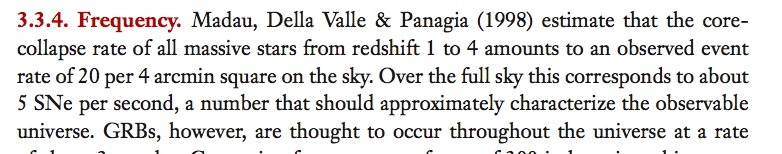 3.3.4. Frequency. Madau, Della Valle & Panagia (1998) estimate that the core-
collapse rate of all massive stars from redshift 1 to 4 amounts to an observed event
rate of 20 per 4 arcmin square on the sky. Over the full sky this corresponds to about
5 SNe per second, a number that should approximately characterize the observable
universe. GRBs, however, are thought to occur throughout the universe at a rate